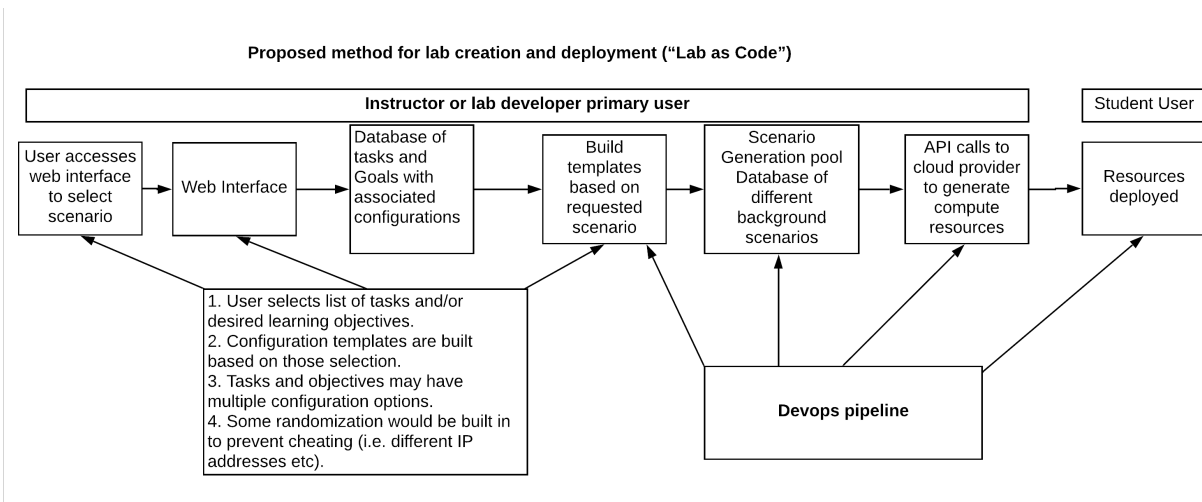 Proposed method for lab creation and deployment (“Lab as Code”)
Instructor or lab developer primary user
Student User
User accesses
web interface
to select
scenario
Web Interface
Database of
tasks and
Goals with
associated
configurations
Build
templates
based on
requested
scenario
Scenario
Generation pool
Database of
different
background
scenarios
API calls to
cloud provider
to generate
compute
resources
Resources
deployed
1. User selects list of tasks and/or
desired learning objectives.
2. Configuration templates are built
based on those selection.
3. Tasks and objectives may have
multiple configuration options.
4. Some randomization would be built in
to prevent cheating (i.e. different IP
addresses etc).
Devops pipeline